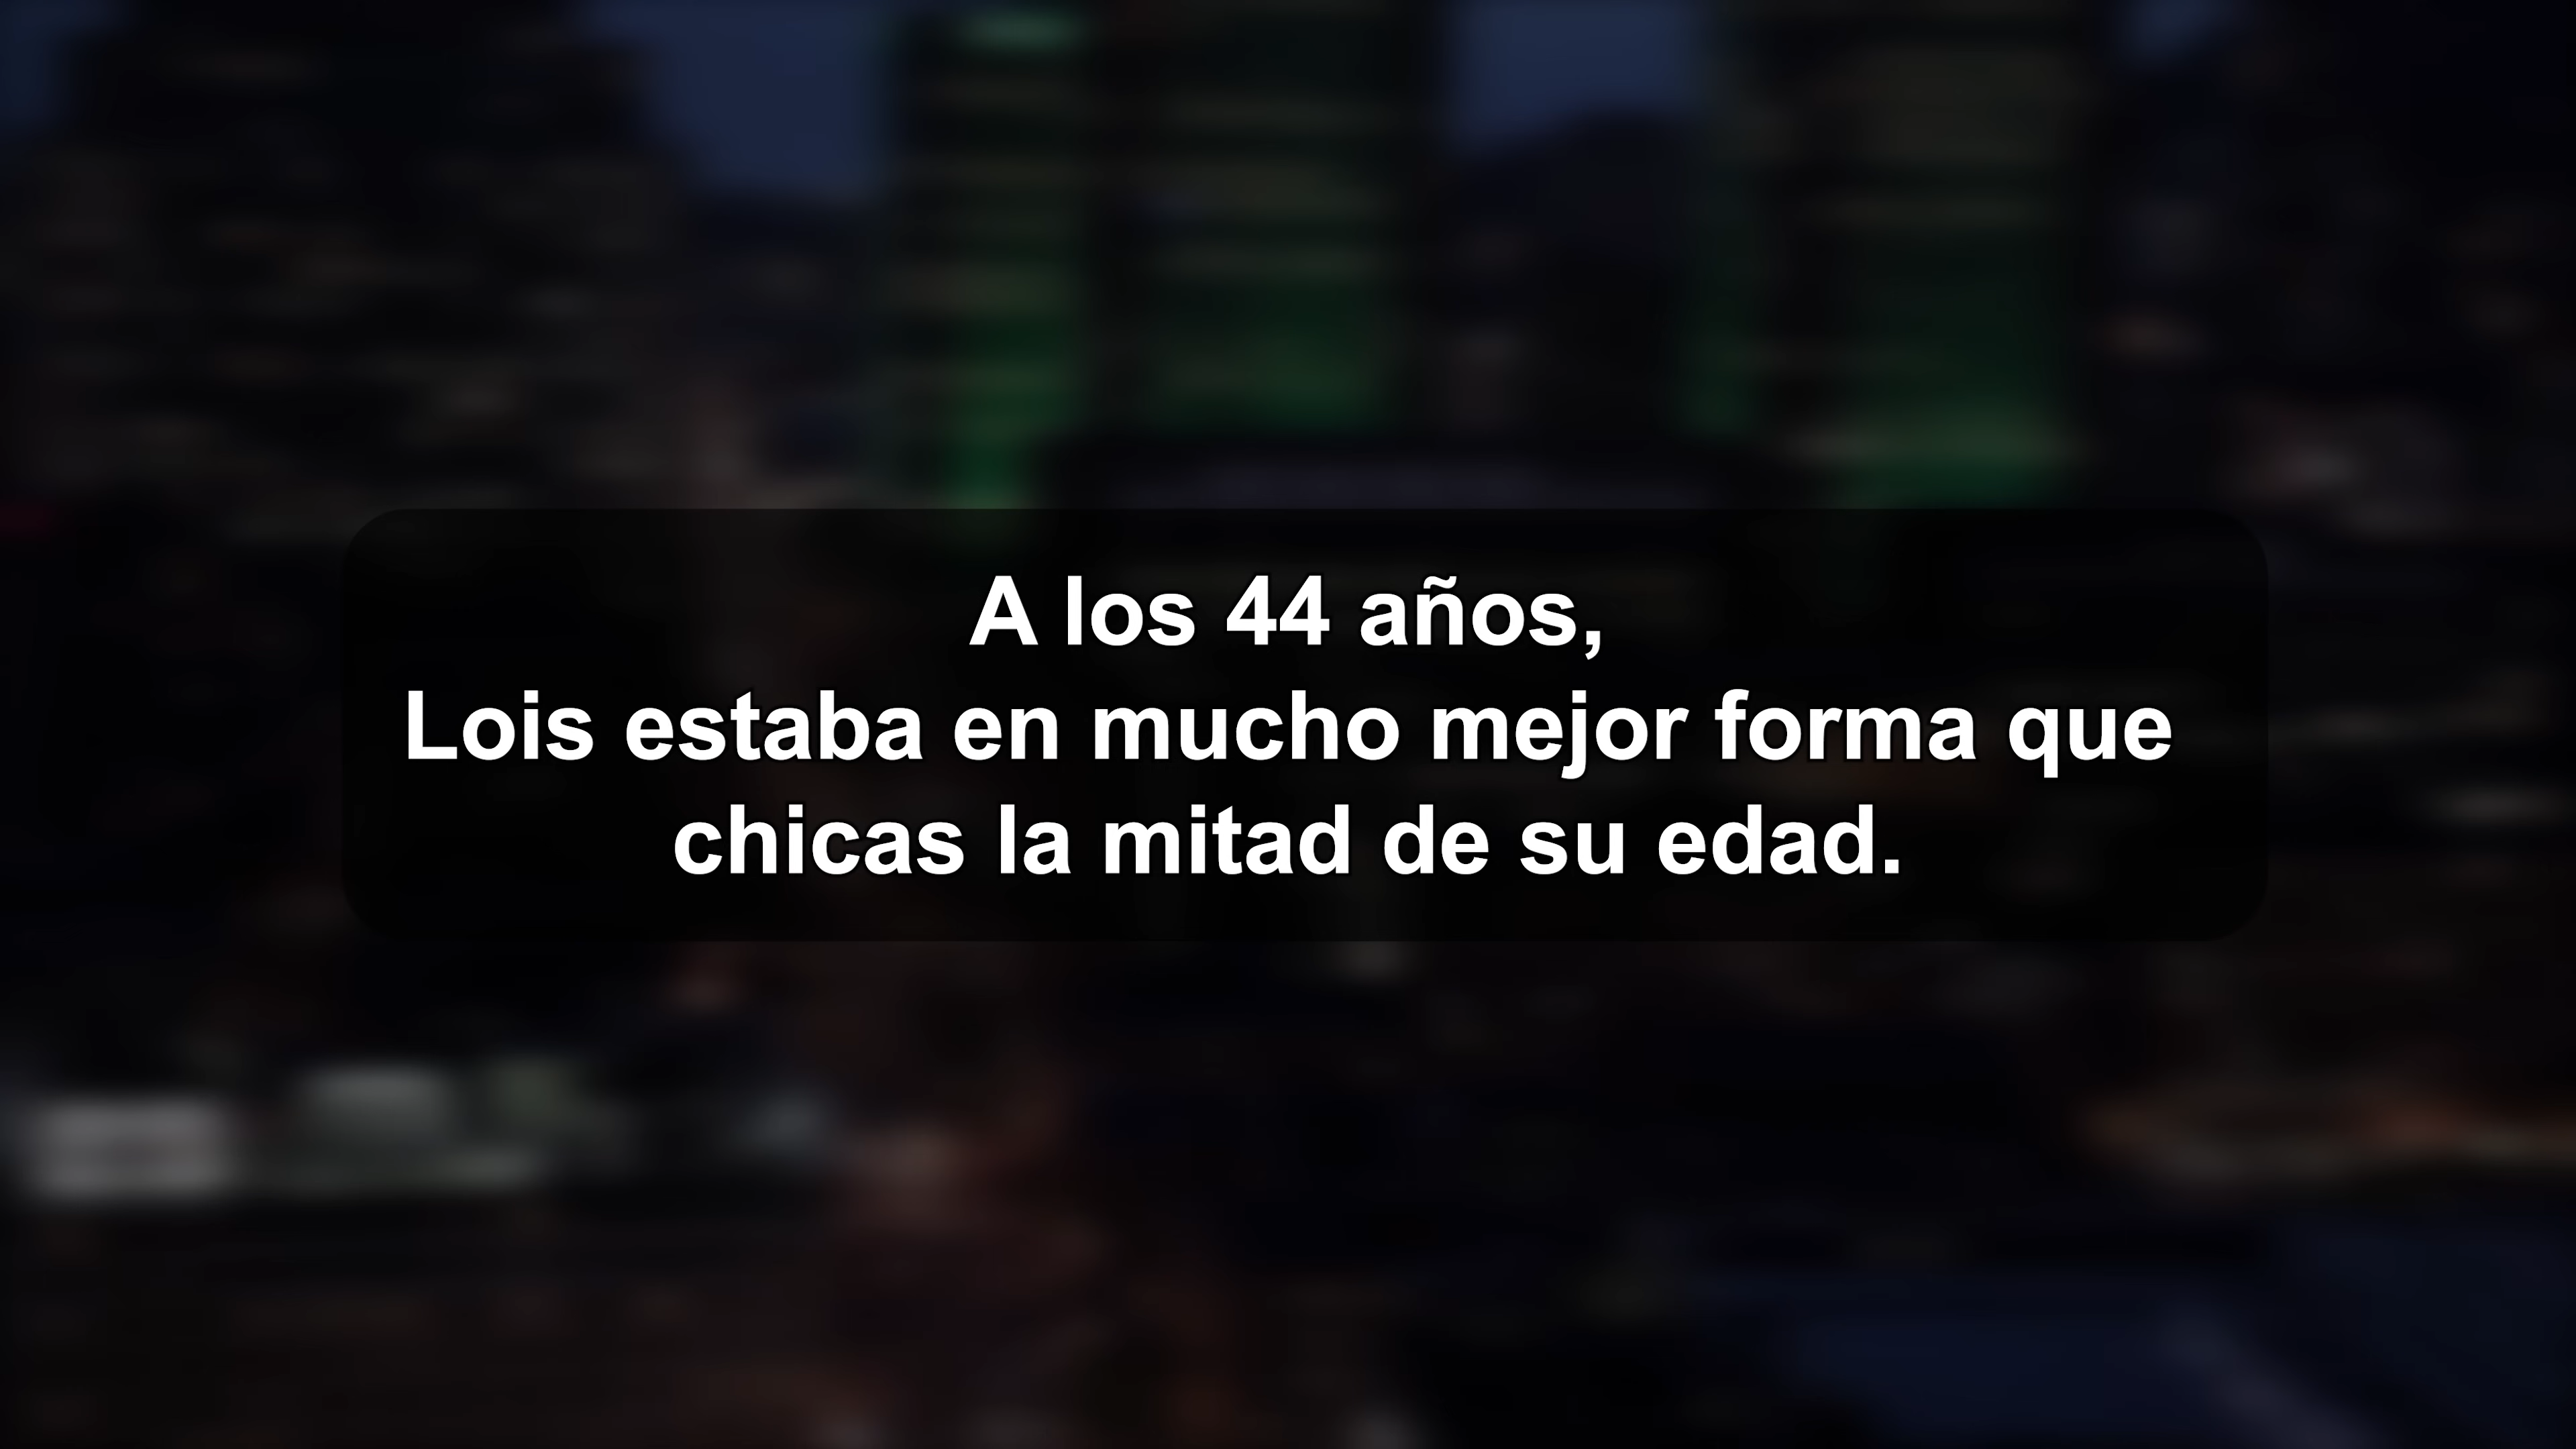 A los 44 años,
Lois estaba en mucho mejor forma que
chicas la mitad de su edad.